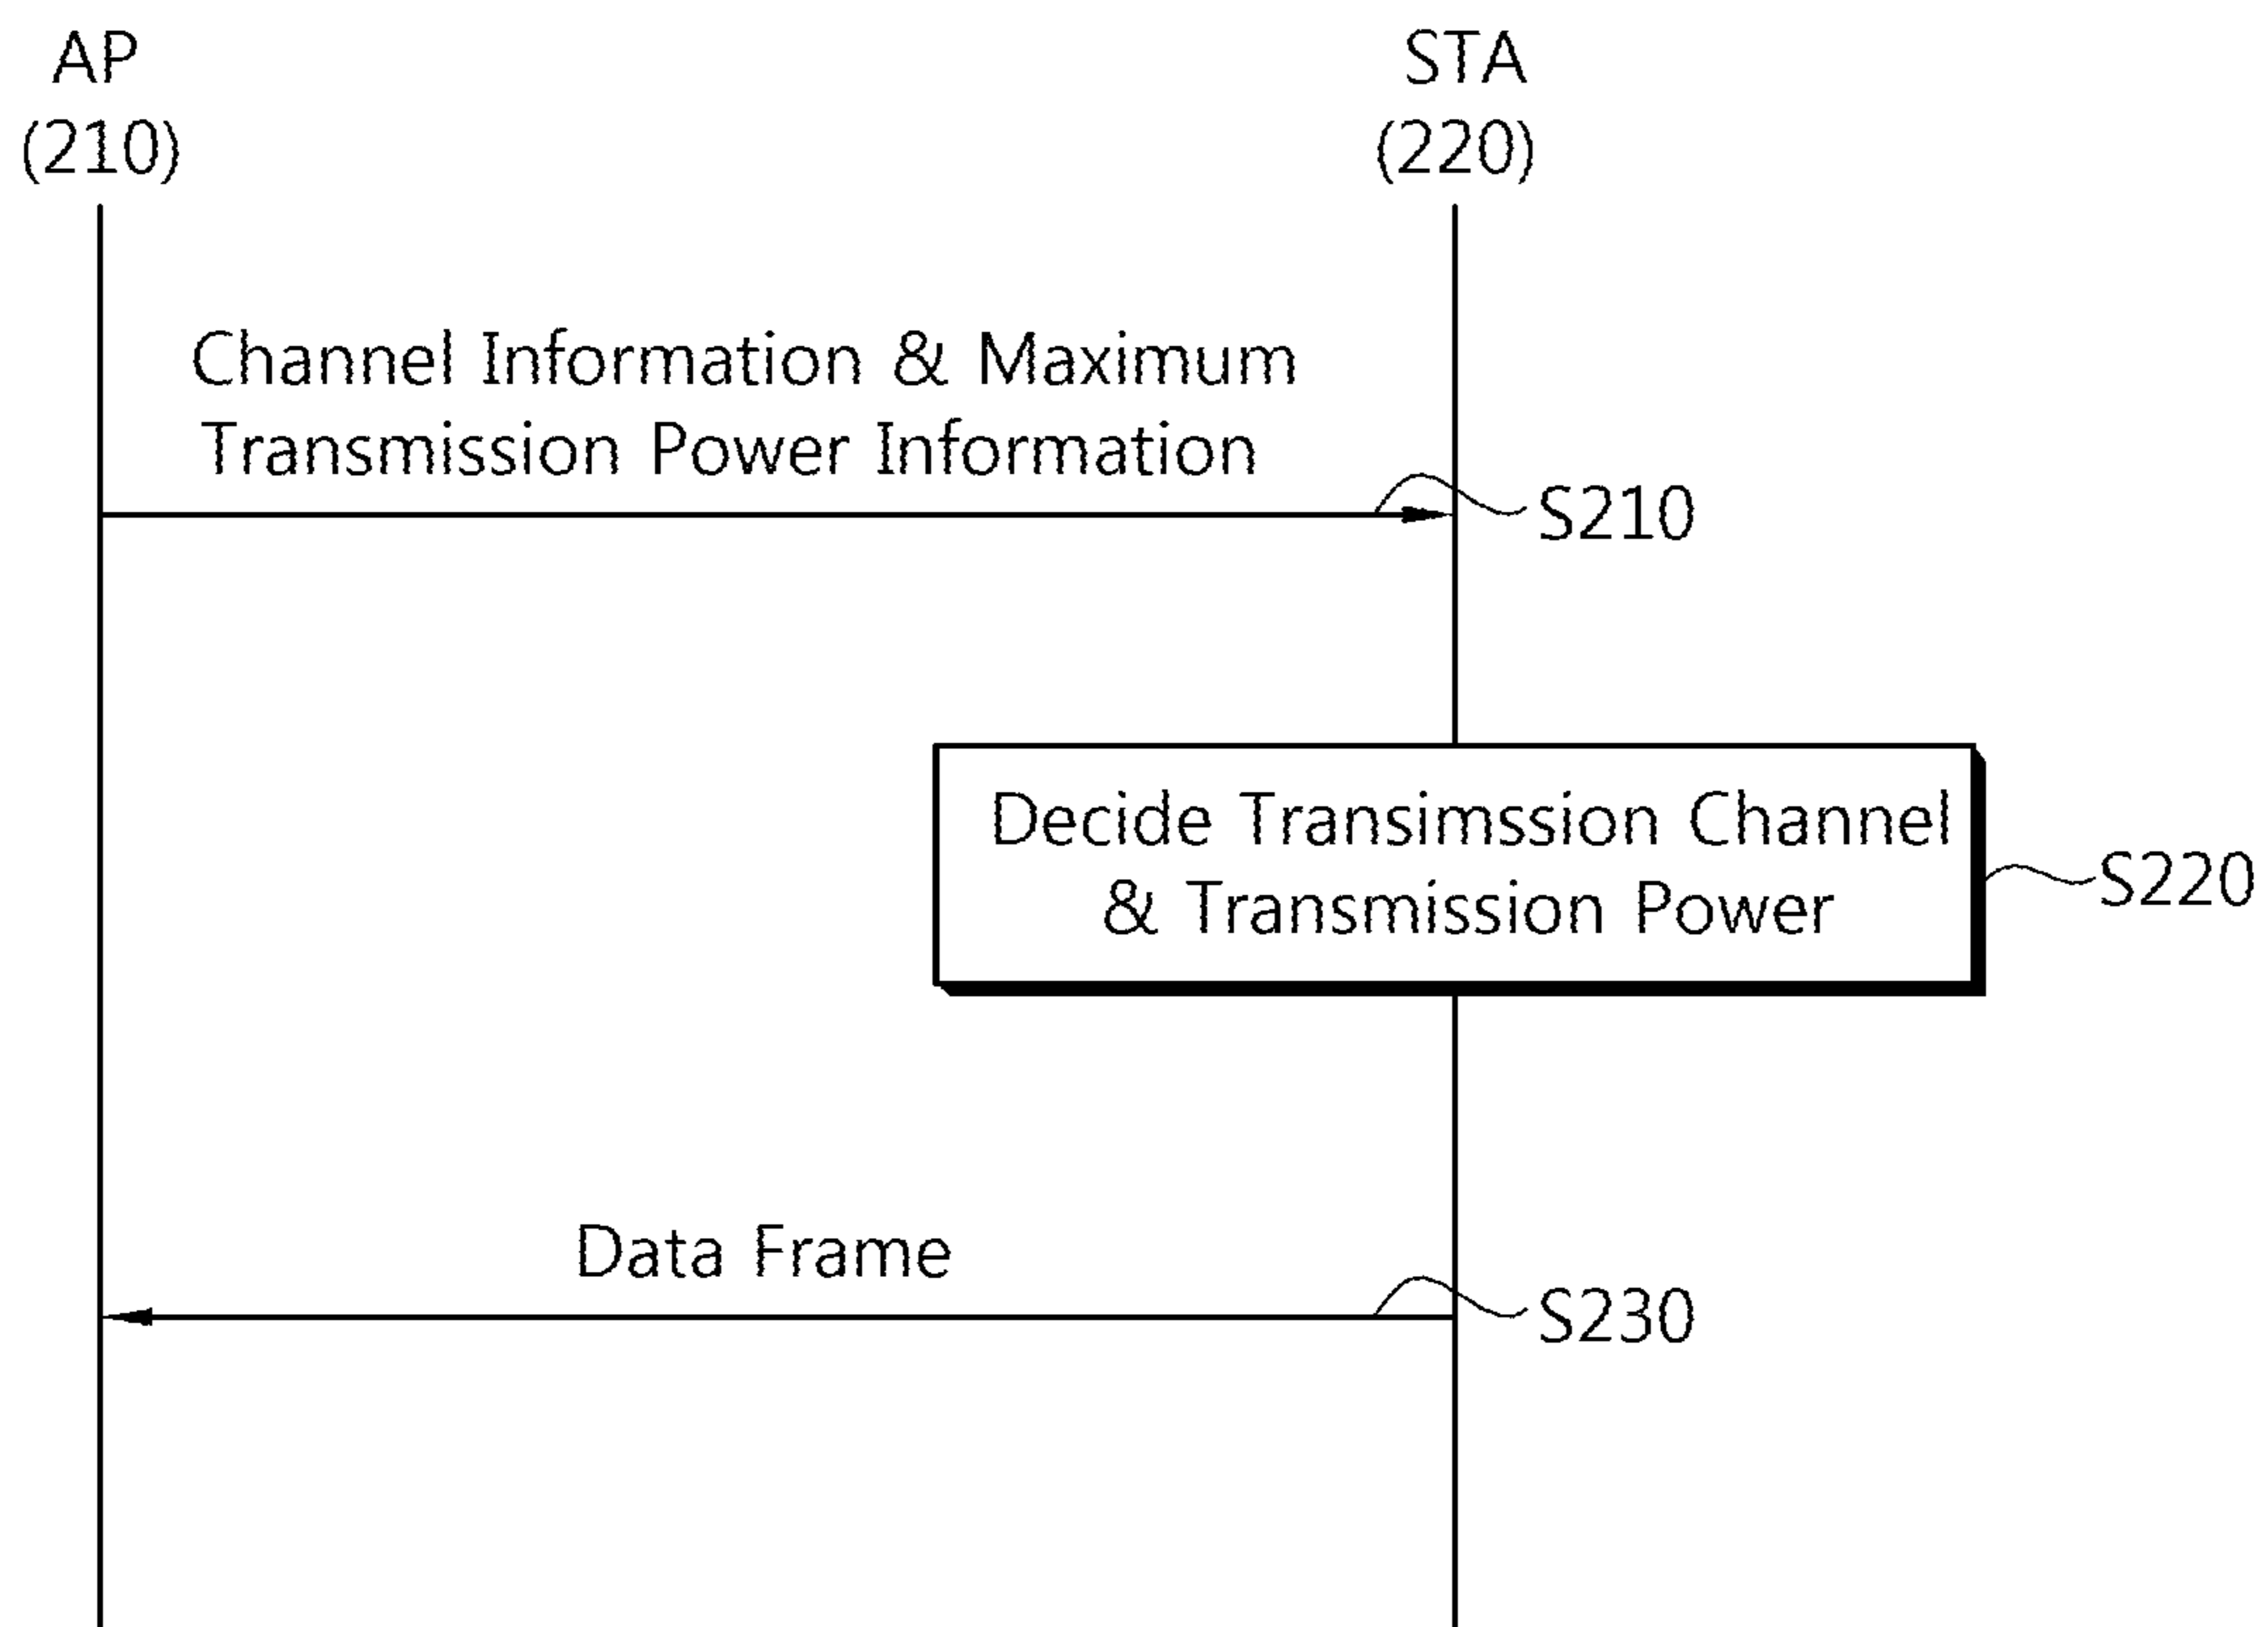 AP
(210)
STA
(220)
Channel Information & Maximum
Transmission Power Information
S210
Decide Transimssion Channel
& Transmission Power
S220
Data Frame
S230